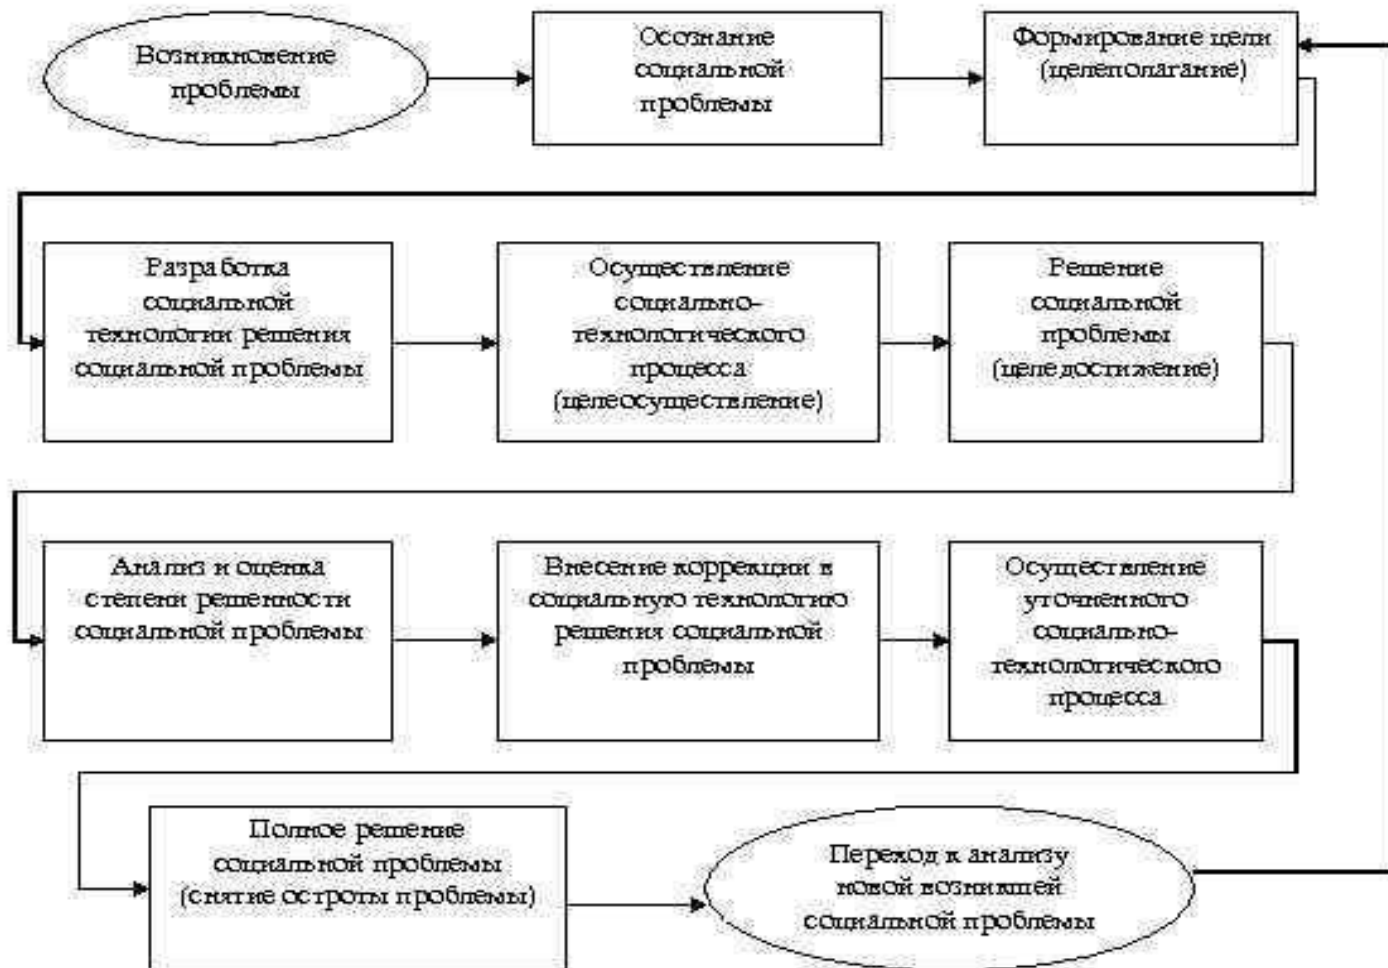 Возникновение
проблемы
Осознание
социальной
проблемы
Формирование цели
(целеполагание)
Разработка
социальной
технологии решения
социальной проблемы
Осуществление
социально-
технологического
процесса
(целеосуществление)
Решение
социальной
проблемы
(целедостижение)
Анализ и оценка
степени решенности
социальной проблемы
Внесение коррекции в
социальную технологию
решения социальной
проблемы
Осуществление
уточненного
социально-
технологического
процесса
Полное решение
социальной проблемы
(снятие остроты проблемы)
Переход к анализу
новой возникшей
социальной проблемы